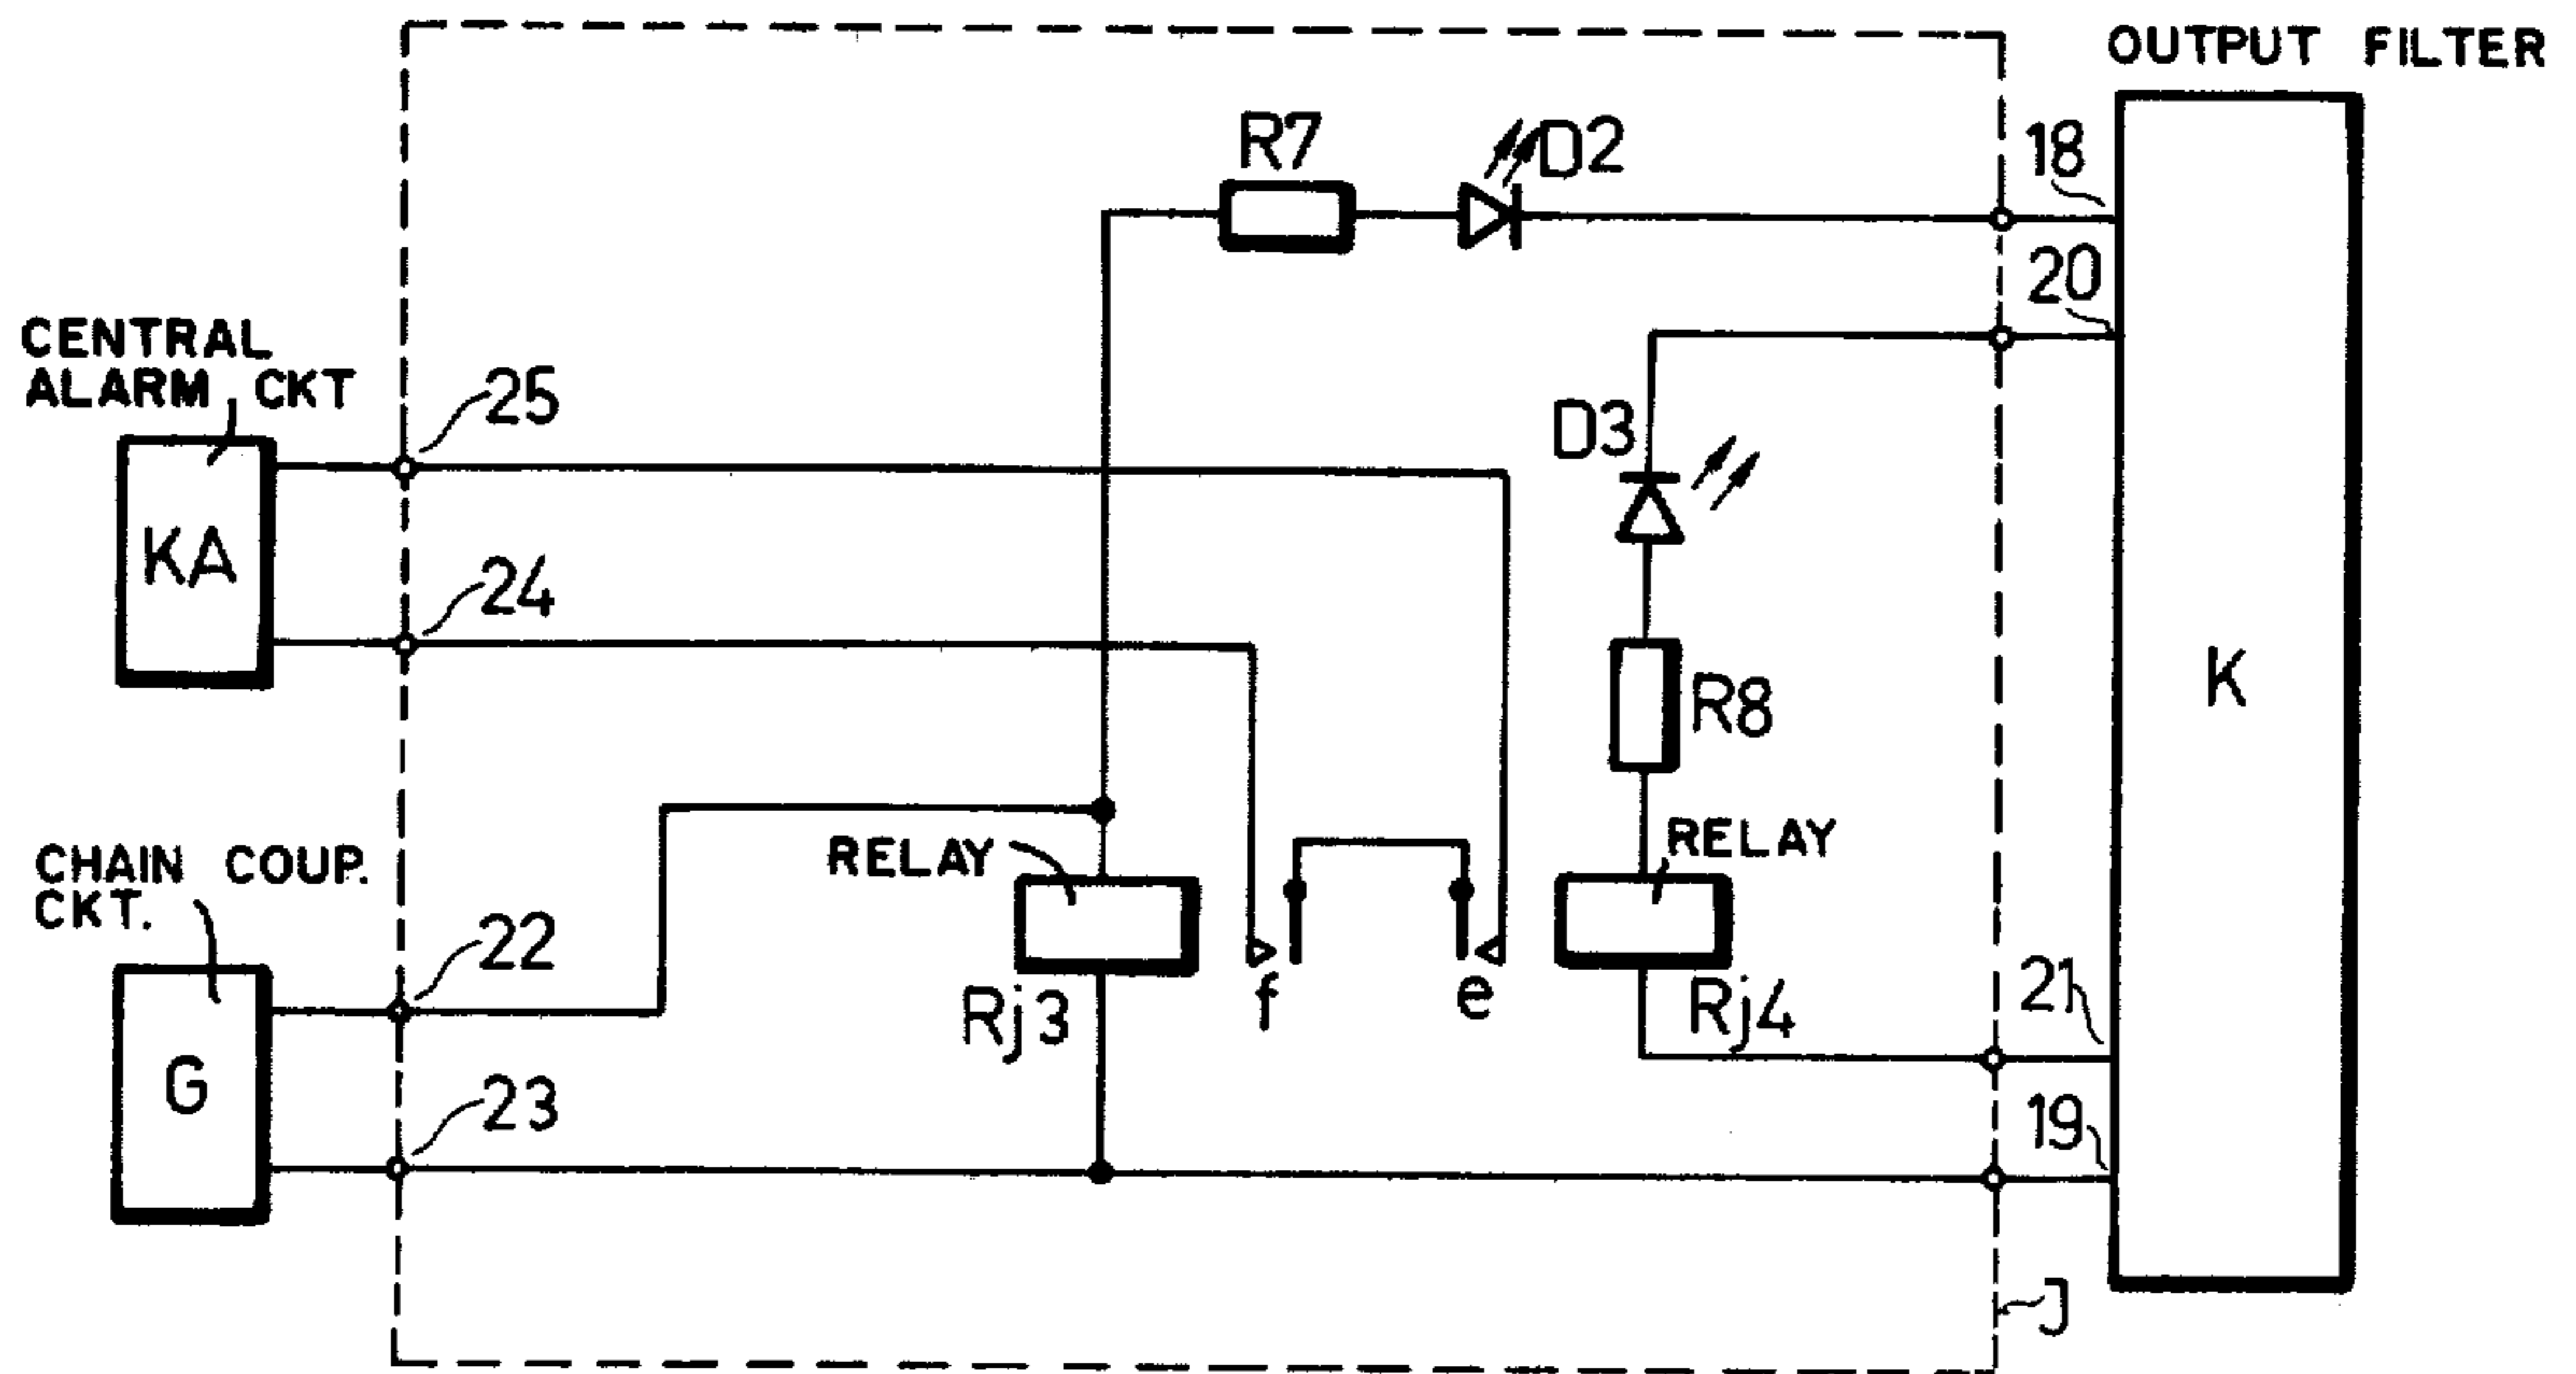 OUTPUT FILTER
R7
D2
18
20
CENTRAL
ALARM CKT
25
D3
KA
24
R8
K
RELAY
RELAY
CHAIN COUP.
CKT.
22
f
e
Rj3
Rj4
21
G
23
19
J